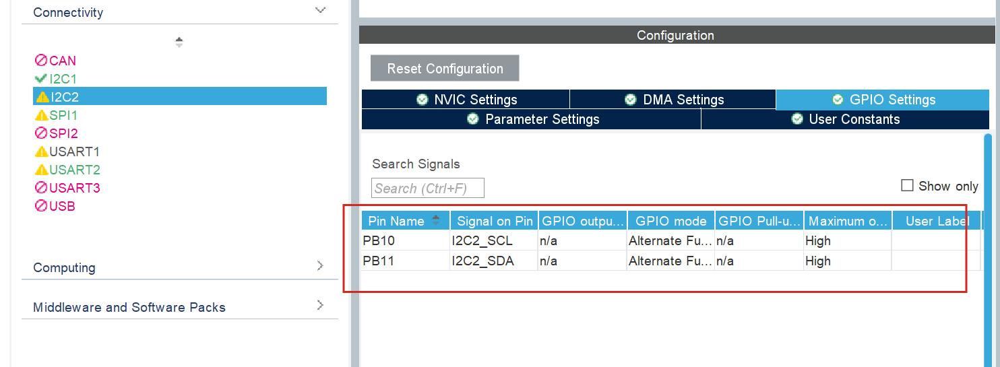 Connectivity
CAN
I2C1
I2C2
SPI1
SPI2
USART1
USART2
USART3
USB
Computing
Middleware and Software Packs
Configuration
Reset Configuration
NVIC Settings DMA Settings GPIO Settings
Parameter Settings User Constants
Search Signals
Search (Ctrl+F)
Show only
Pin Name Signal on Pin GPIO outpu... GPIO mode GPIO Pull-u... Maximum o... User Label
PB10 I2C2_SCL n/a Alternate Fu... n/a High
PB11 I2C2_SDA n/a Alternate Fu... n/a High